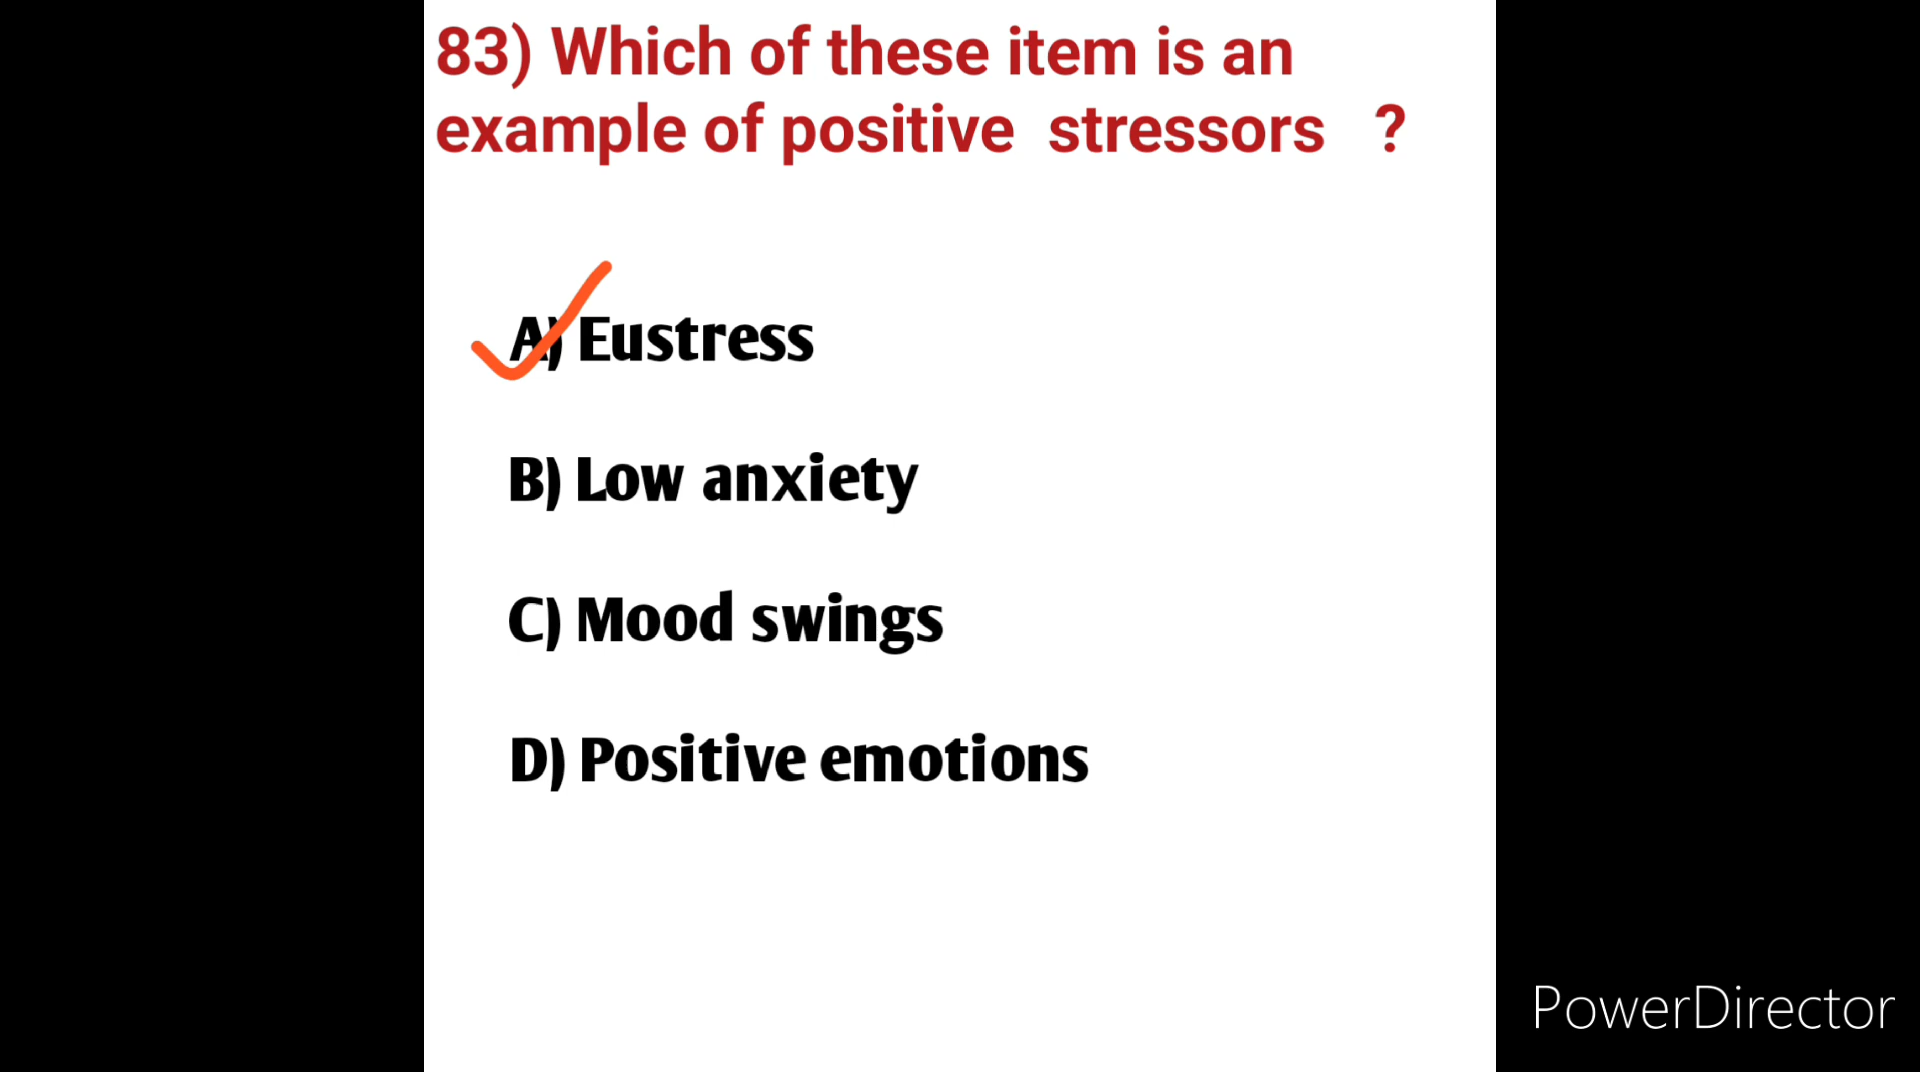 83) Which of these item is an
example of positive stressors ?
A) Eustress
B) Low anxiety
C) Mood swings
D) Positive emotions
PowerDirector